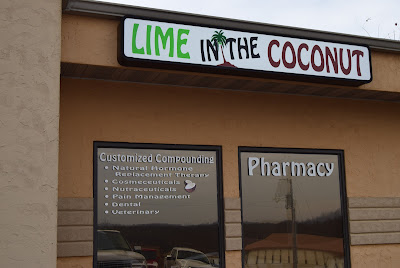 LIME IN THE COCONUT
Customized Compounding
• Natural Hormone
Replacement Therapy
• Cosmeceuticals
• Nutraceuticals
• Pain Management
• Dental
• Veterinary
Pharmacy